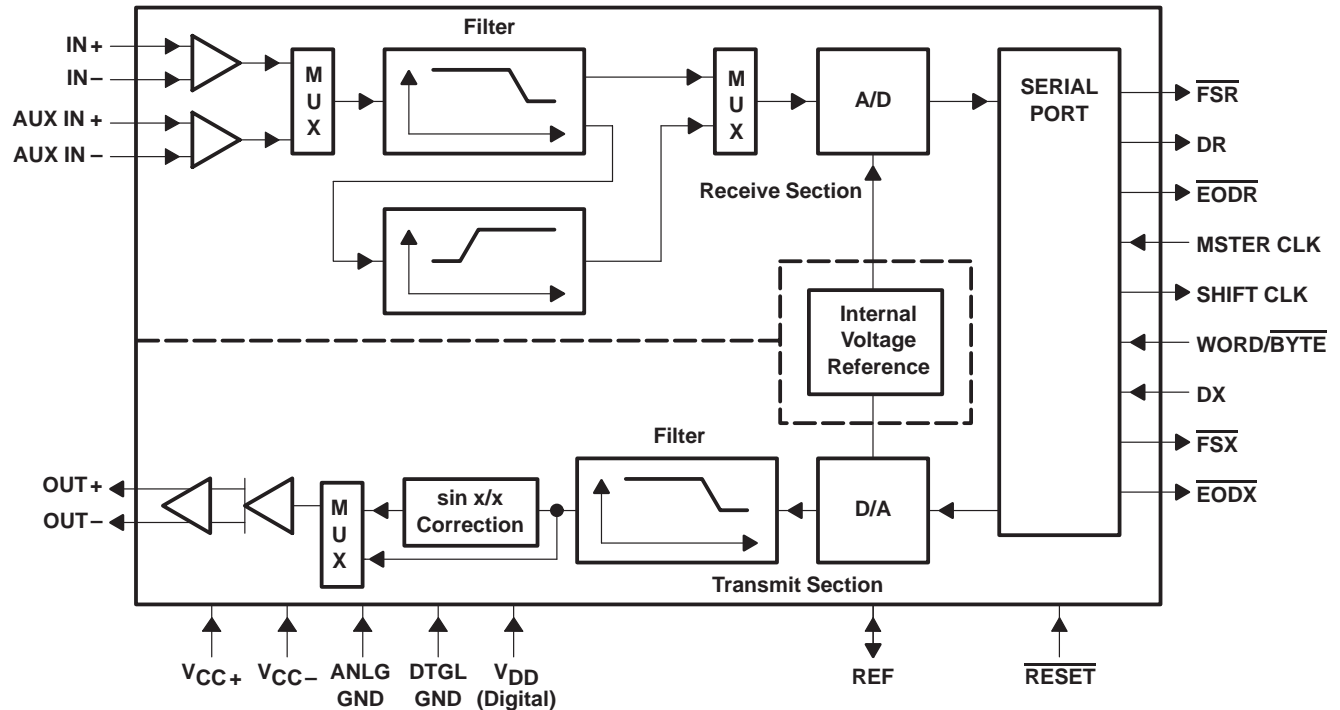 Filter
IN +
IN –
AUX IN +
AUX IN –
M
U
X
M
U
X
A/D
SERIAL
PORT
Receive Section
Internal
Voltage
Reference
FSR
DR
EODR
MSTER CLK
SHIFT CLK
WORD/BYTE
DX
FSX
EODX
Filter
OUT +
OUT –
M
U
X
sin x/x
Correction
D/A
Transmit Section
VCC +
VCC –
ANLG
GND
DTGL
GND
VDD
(Digital)
REF
RESET